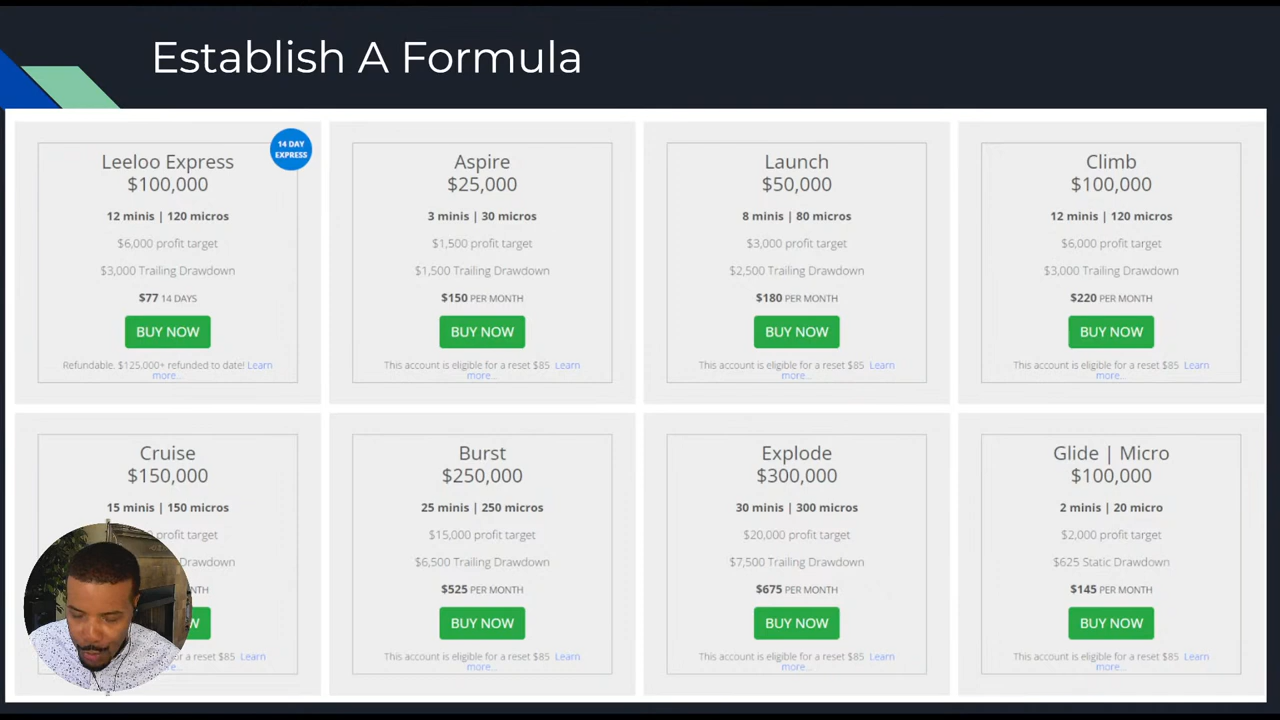 Establish A Formula
14 DAY
EXPRESS
Leeloo Express
$100,000
12 minis | 120 micros
$6,000 profit target
$3,000 Trailing Drawdown
$77 14 DAYS
BUY NOW
Refundable. $125,000+ refunded to date! Learn
more...
Aspire
$25,000
3 minis | 30 micros
$1,500 profit target
$1,500 Trailing Drawdown
$150 PER MONTH
BUY NOW
This account is eligible for a reset $85 Learn
more...
Launch
$50,000
8 minis | 80 micros
$3,000 profit target
$2,500 Trailing Drawdown
$180 PER MONTH
BUY NOW
This account is eligible for a reset $85 Learn
more...
Climb
$100,000
12 minis | 120 micros
$6,000 profit target
$3,000 Trailing Drawdown
$220 PER MONTH
BUY NOW
This account is eligible for a reset $85 Learn
more...
Cruise
$150,000
15 minis | 150 micros
profit target
Drawdown
for a reset $85 Learn
Burst
$250,000
25 minis | 250 micros
$15,000 profit target
$6,500 Trailing Drawdown
$525 PER MONTH
BUY NOW
This account is eligible for a reset $85 Learn
more...
Explode
$300,000
30 minis | 300 micros
$20,000 profit target
$7,500 Trailing Drawdown
$675 PER MONTH
BUY NOW
This account is eligible for a reset $85 Learn
more...
Glide | Micro
$100,000
2 minis | 20 micro
$2,000 profit target
$625 Static Drawdown
$145 PER MONTH
BUY NOW
This account is eligible for a reset $85 Learn
more...